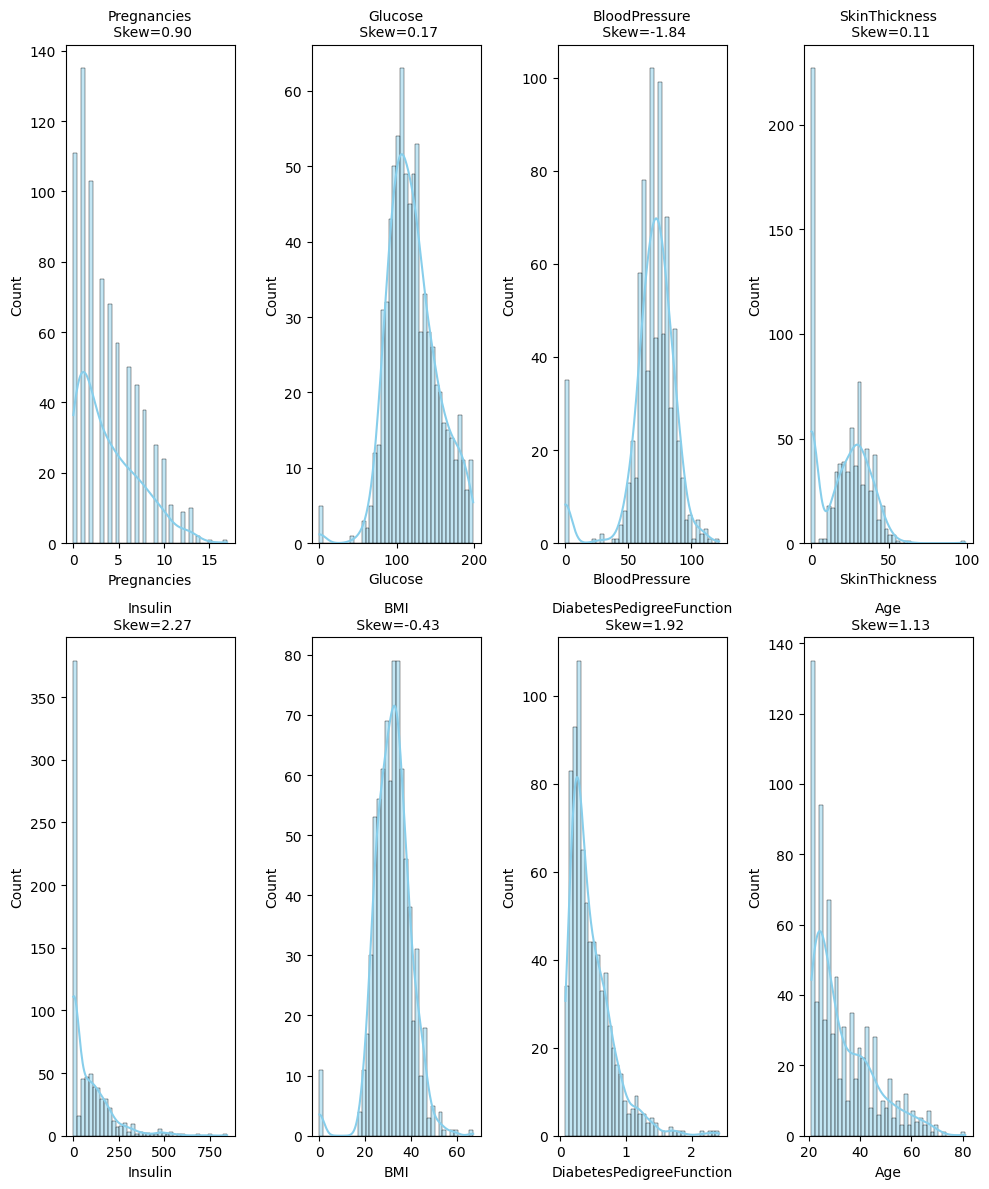 Pregnancies
Skew=0.90
Count
140
120
100
80
60
40
20
0
0 5 10 15
Pregnancies
Glucose
Skew=0.17
Count
60
50
40
30
20
10
0
0 100 200
Glucose
BloodPressure
Skew=-1.84
Count
100
80
60
40
20
0
0 50 100
BloodPressure
SkinThickness
Skew=0.11
Count
200
150
100
50
0
0 50 100
SkinThickness
Insulin
Skew=2.27
Count
350
300
250
200
150
100
50
0
0 250 500 750
Insulin
BMI
Skew=-0.43
Count
80
70
60
50
40
30
20
10
0
0 20 40 60
BMI
DiabetesPedigreeFunction
Skew=1.92
Count
100
80
60
40
20
0
0 1 2
DiabetesPedigreeFunction
Age
Skew=1.13
Count
140
120
100
80
60
40
20
0
20 40 60 80
Age